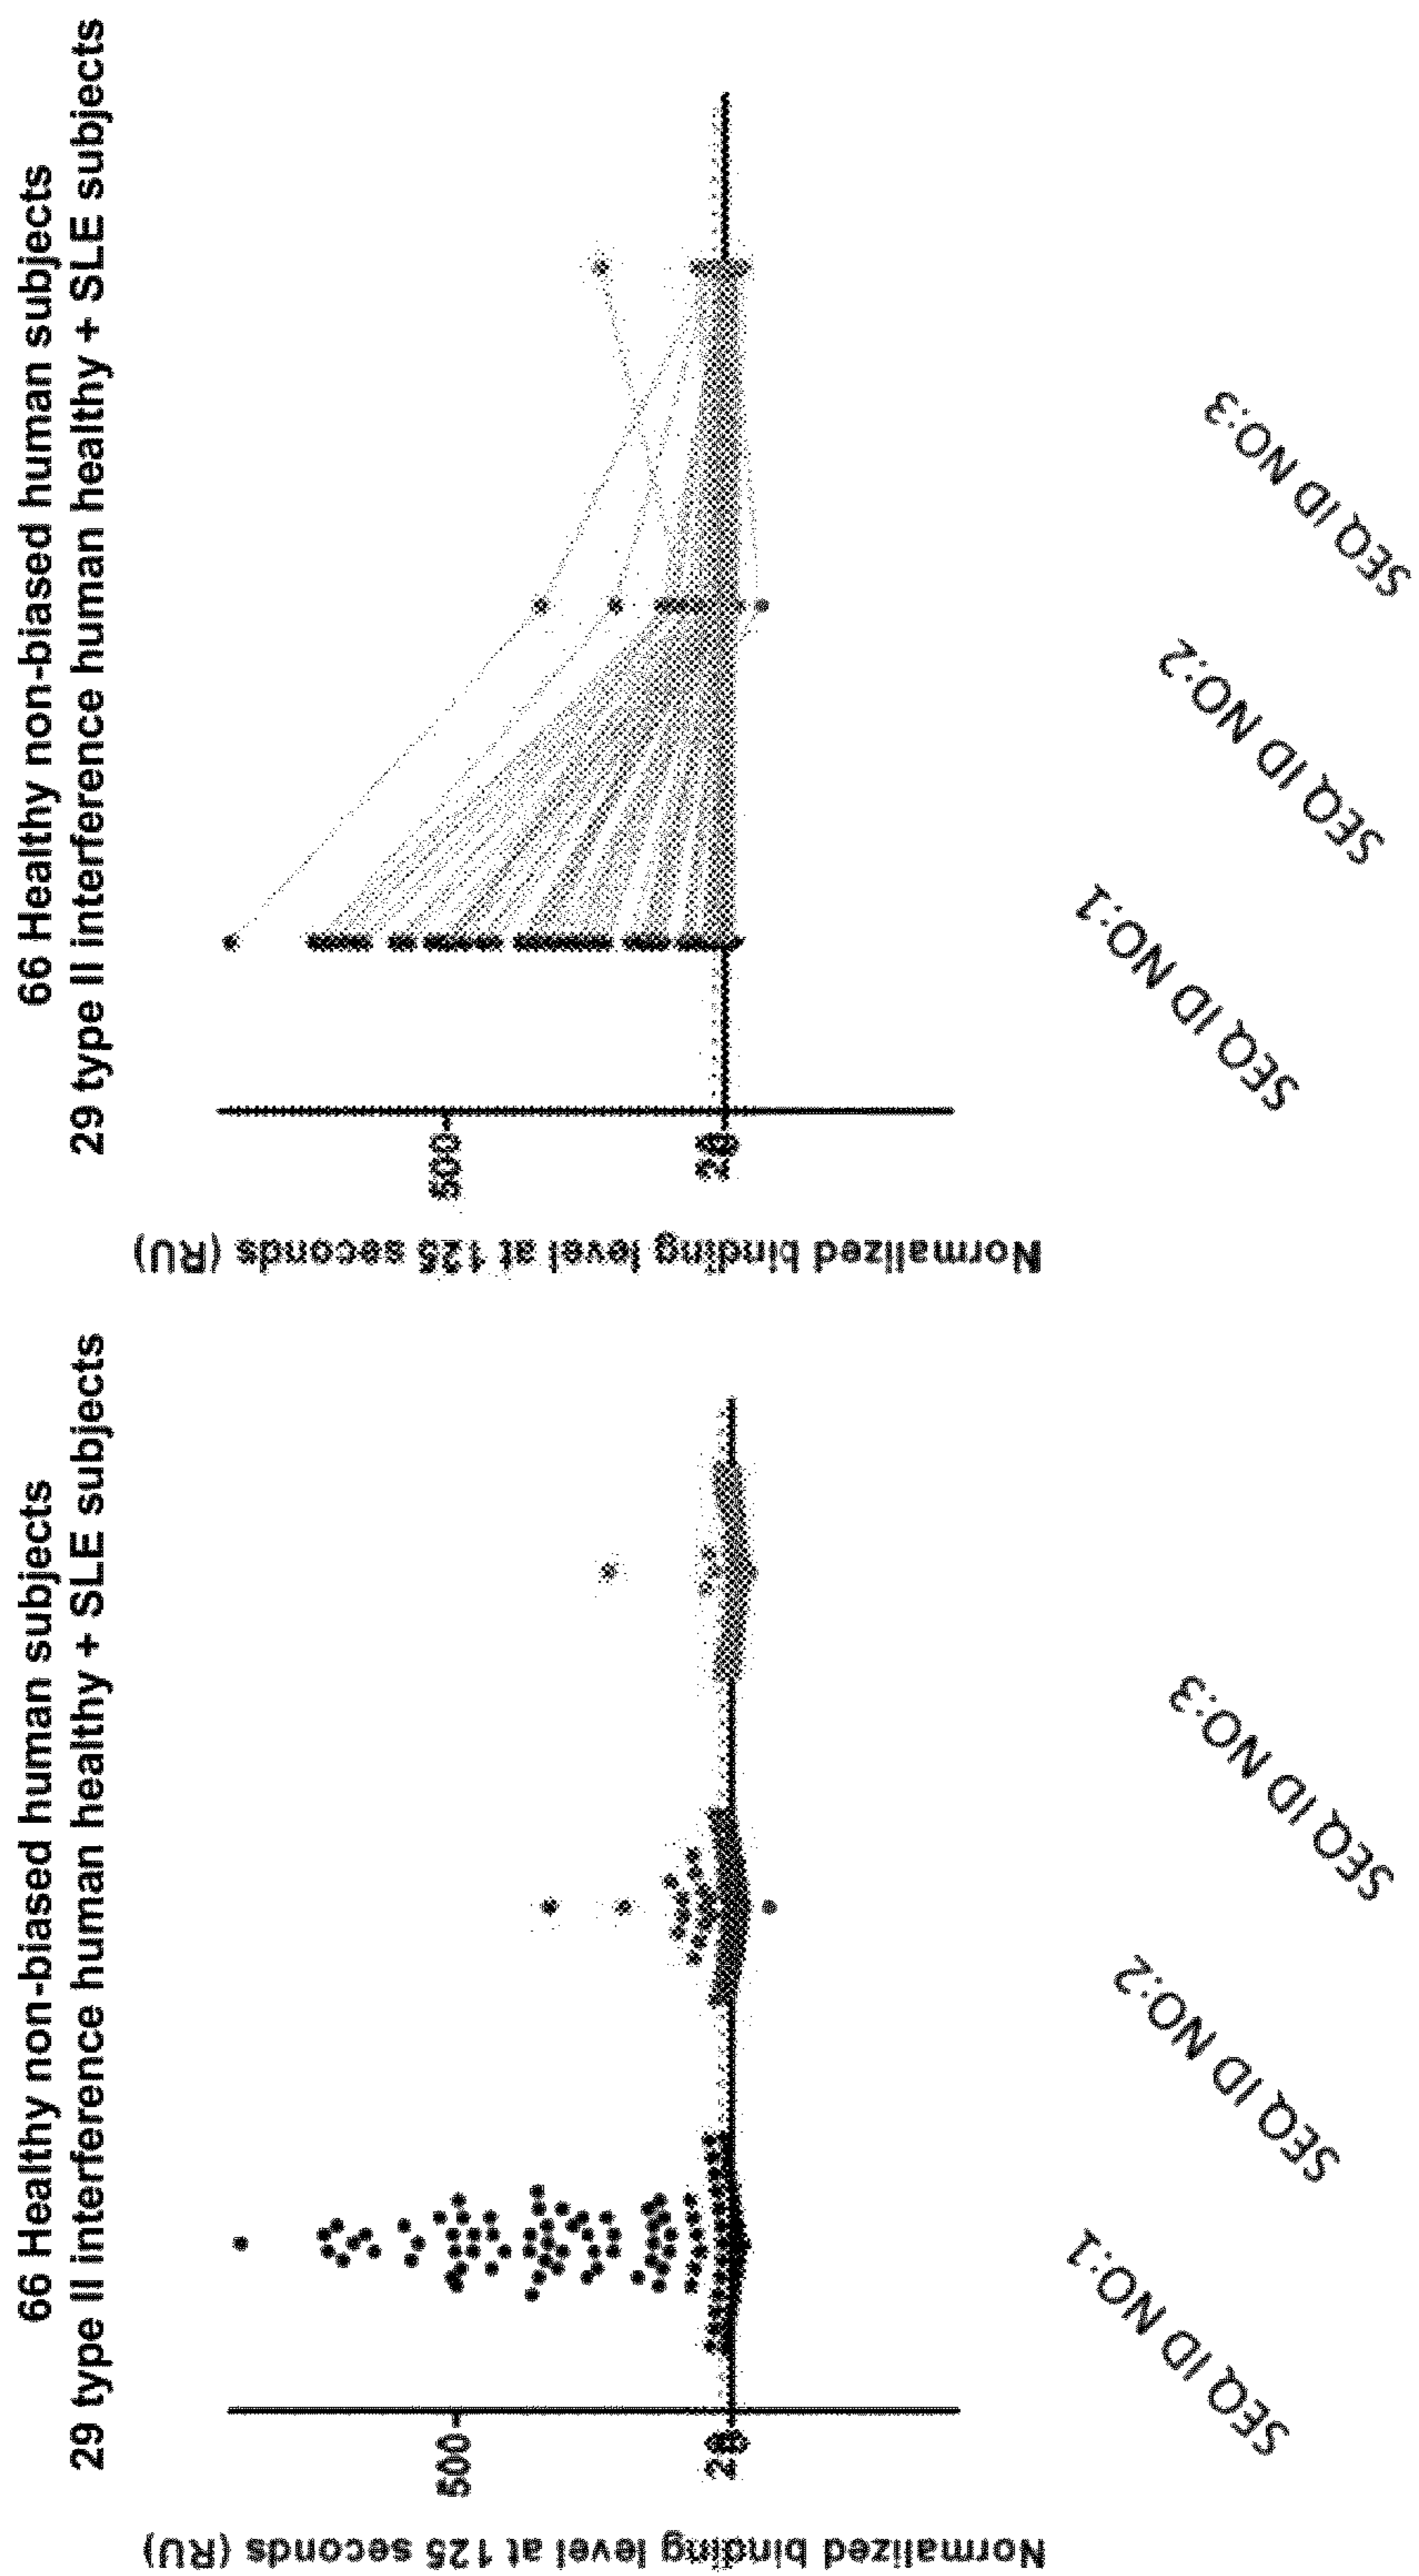 66 Healthy non-biased human subjects
29 type II interference human healthy + SLE subjects
Normalized binding level at 125 seconds (RU)
500
SEQ ID NO:1
SEQ ID NO:2
SEQ ID NO:3
66 Healthy non-biased human subjects
29 type II interference human healthy + SLE subjects
Normalized binding level at 125 seconds (RU)
500
SEQ ID NO:1
SEQ ID NO:2
SEQ ID NO:3